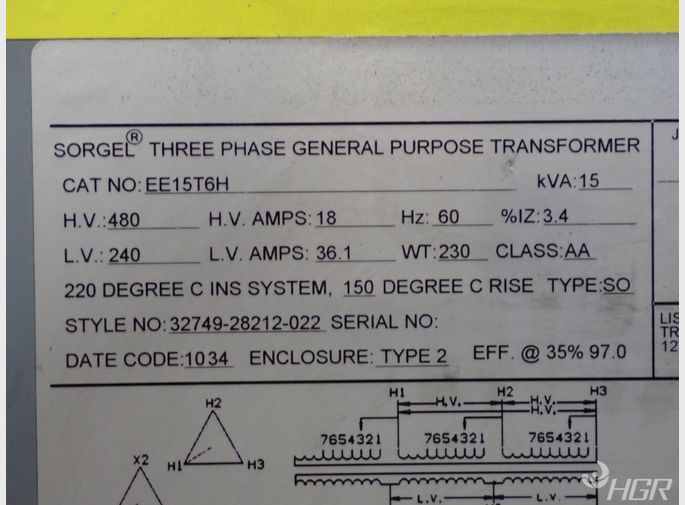 SORGEL® THREE PHASE GENERAL PURPOSE TRANSFORMER
CAT NO: EE15T6H kVA: 15
H.V.: 480 H.V. AMPS: 18 Hz: 60 %IZ: 3.4
L.V.: 240 L.V. AMPS: 36.1 WT: 230 CLASS: AA
220 DEGREE C INS SYSTEM, 150 DEGREE C RISE TYPE: SO
STYLE NO: 32749-28212-022 SERIAL NO:
DATE CODE: 1034 ENCLOSURE: TYPE 2 EFF. @ 35% 97.0
J
LIS
TR
12
H2
H1 H3
X2
H1 H2 H3
H.V. H.V.
H.V.
7654321 7654321 7654321
L.V. L.V.
HGR